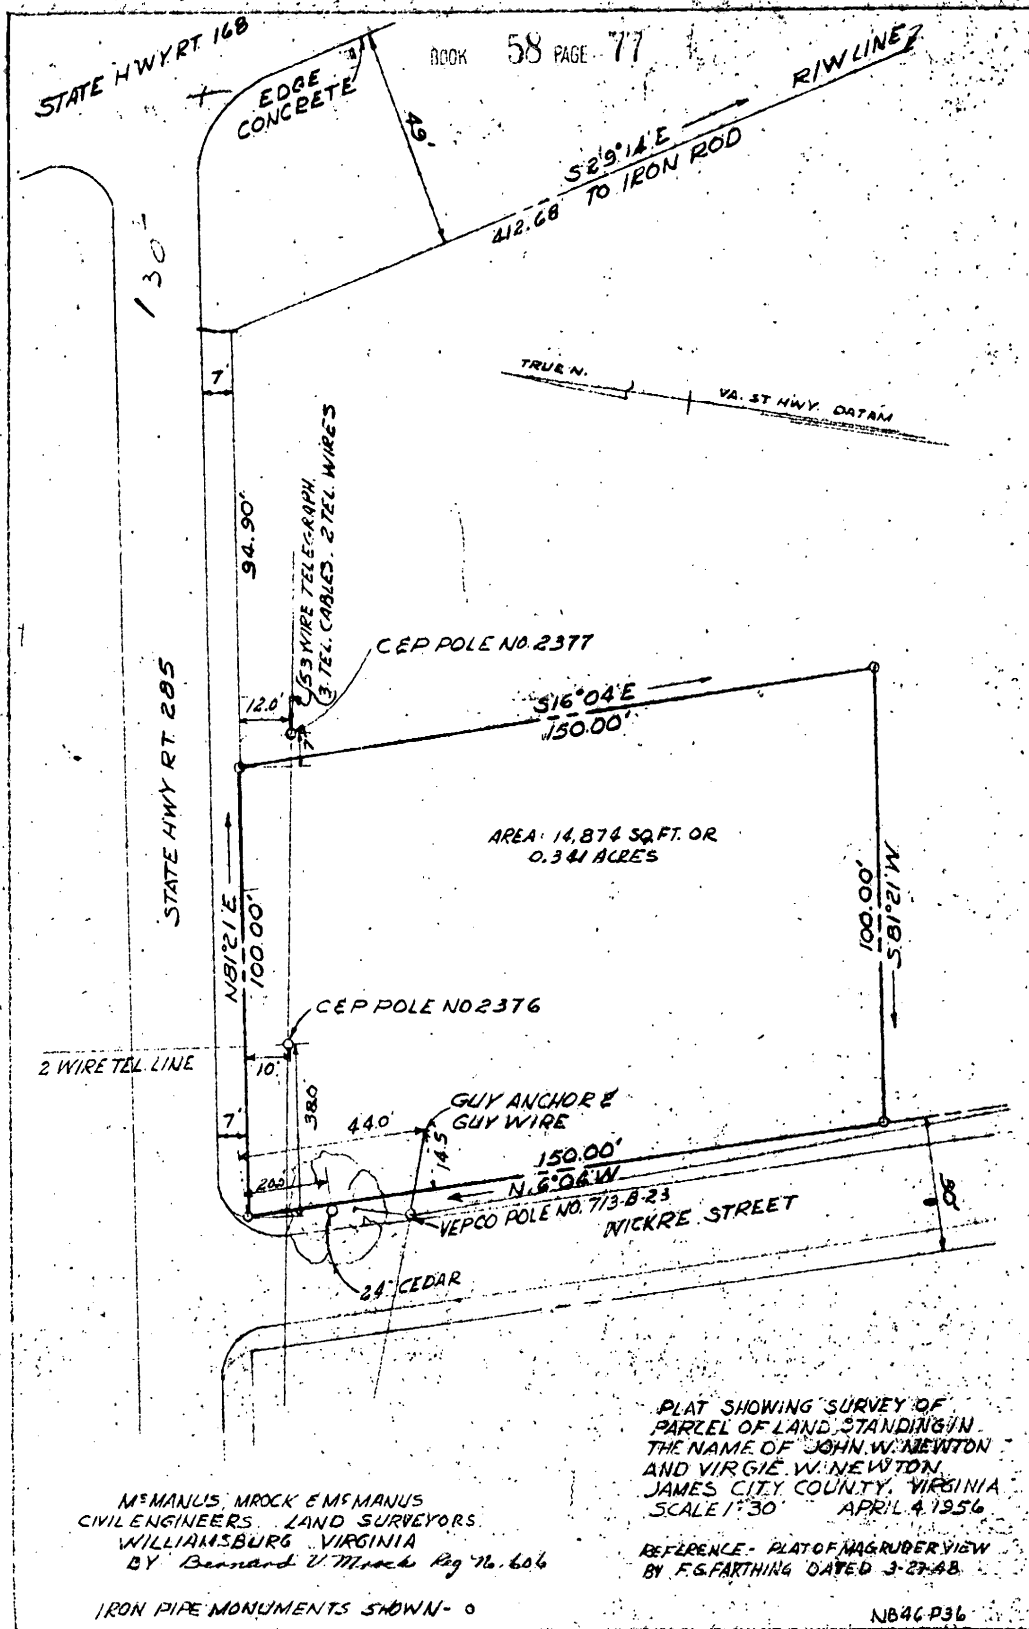 BOOK 58 PAGE 77
STATE HWY RT 168
EDGE
CONCRETE
49'
R/W LINE
S 29°14' E
412.68' TO IRON ROD
130'
7'
TRUE N.
VA. ST HWY. DATAM
94.90'
53 WIRE TELEGRAPH.
3 TEL. CABLES. 2 TEL. WIRES
C&P POLE NO. 2377
12.0'
7'
S16°04'E
150.00'
STATE HWY RT. 285
AREA: 14,874 SQ.FT. OR
0.341 ACRES
N81°21'E
100.00'
100.00'
S.81°21'W
C&P POLE NO 2376
2 WIRE TEL. LINE
10'
38.0'
7'
44.0'
GUY ANCHOR &
GUY WIRE
14.5'
20.0'
150.00'
VEPCO POLE NO. 713-B-23
WICKRE STREET
24" CEDAR
PLAT SHOWING SURVEY OF
PARCEL OF LAND STANDING IN
THE NAME OF JOHN W. NEWTON
AND VIRGIE W. NEWTON
JAMES CITY COUNTY, VIRGINIA
SCALE 1"=30' APRIL 4, 1956
REFERENCE- PLAT OF MAGRUDER VIEW
BY F.G. FARTHING DATED 3-27-48
McMANUS, MROCK & McMANUS
CIVIL ENGINEERS LAND SURVEYORS
WILLIAMSBURG VIRGINIA
BY Bernard V. Mrock Reg No. 606
IRON PIPE MONUMENTS SHOWN- O
NB46 P36